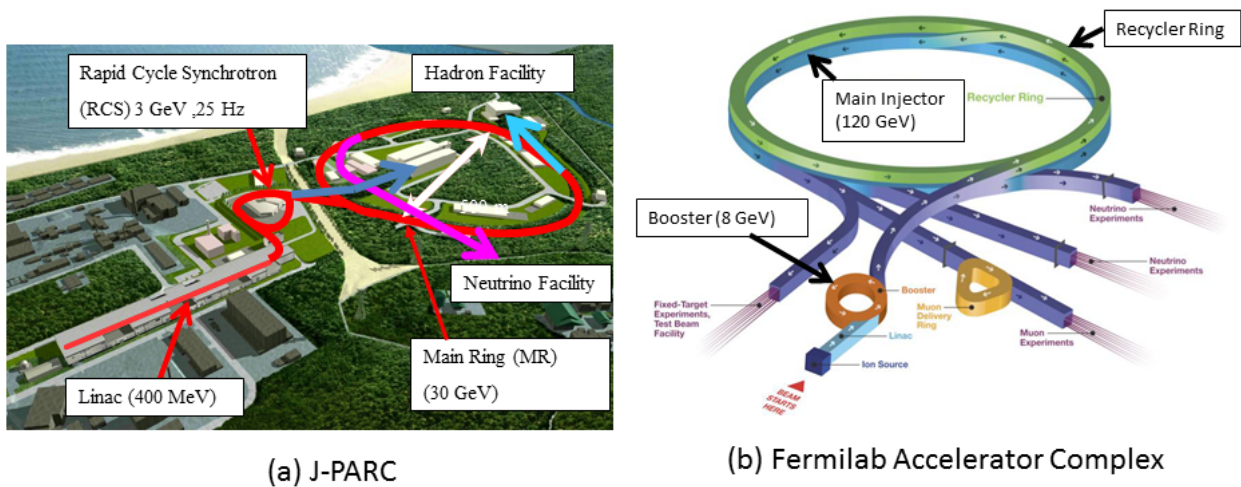 Rapid Cycle Synchrotron
(RCS) 3 GeV ,25 Hz
Hadron Facility
500 m
Neutrino Facility
Main Ring (MR)
(30 GeV)
Linac (400 MeV)
(a) J-PARC
Recycler Ring
Main Injector
(120 GeV)
Recycler Ring
Booster (8 GeV)
Neutrino
Experiments
Neutrino
Experiments
Booster
Muon
Delivery
Ring
Fixed-Target
Experiments,
Test Beam
Facility
Linac
Muon
Experiments
Ion Source
BEAM
STARTS
HERE
(b) Fermilab Accelerator Complex